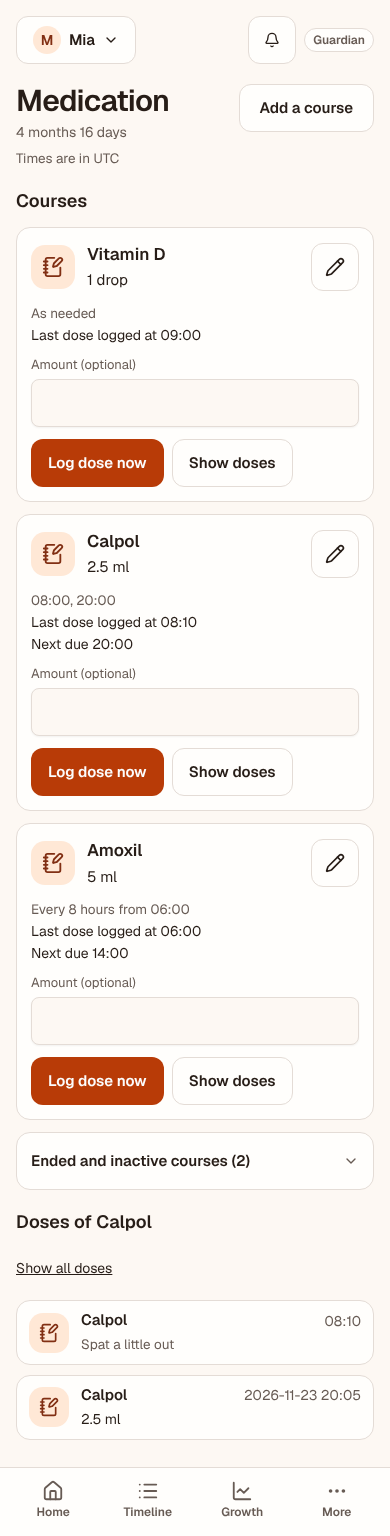 M Mia
Guardian
Medication
Add a course
4 months 16 days
Times are in UTC
Courses
Vitamin D
1 drop
As needed
Last dose logged at 09:00
Amount (optional)
Log dose now Show doses
Calpol
2.5 ml
08:00, 20:00
Last dose logged at 08:10
Next due 20:00
Amount (optional)
Log dose now Show doses
Amoxil
5 ml
Every 8 hours from 06:00
Last dose logged at 06:00
Next due 14:00
Amount (optional)
Log dose now Show doses
Ended and inactive courses (2)
Doses of Calpol
Show all doses
Calpol 08:10
Spat a little out
Calpol 2026-11-23 20:05
2.5 ml
Home Timeline Growth More